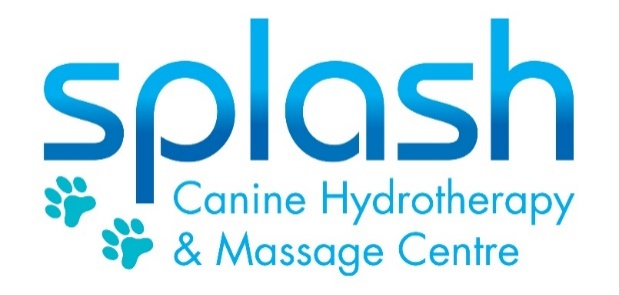 splash
Canine Hydrotherapy
& Massage Centre